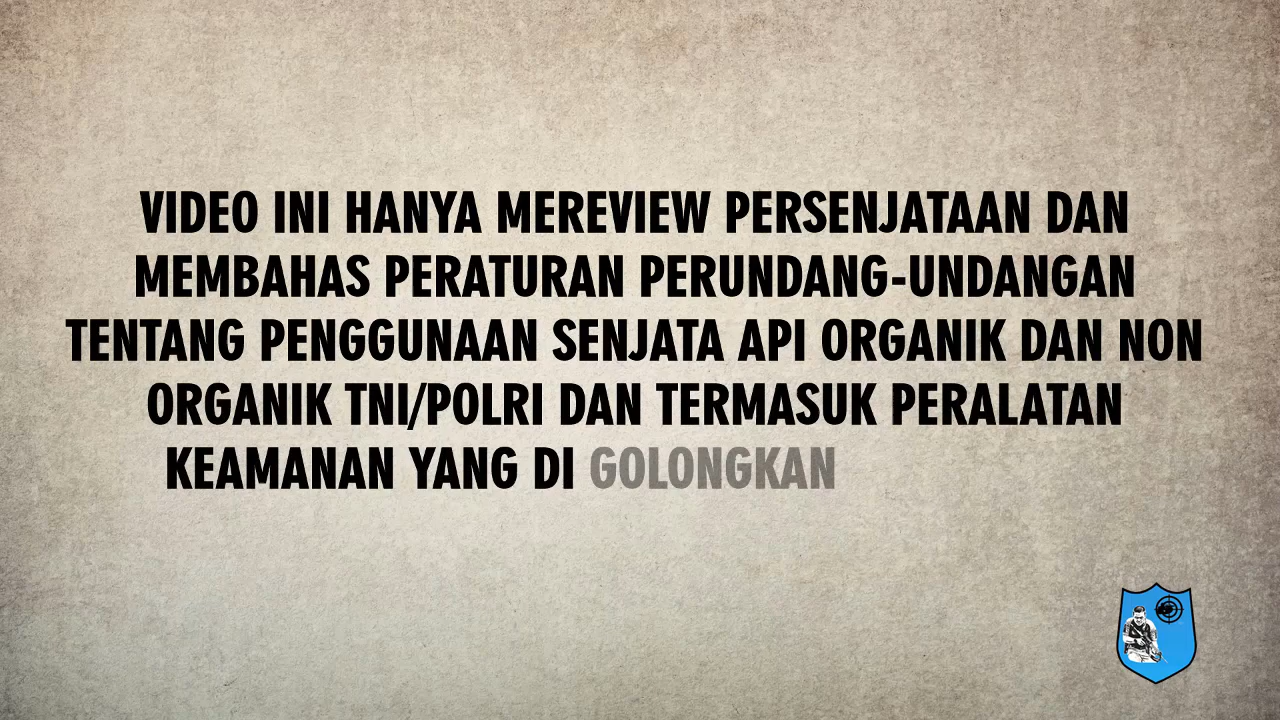 VIDEO INI HANYA MEREVIEW PERSENJATAAN DAN
MEMBAHAS PERATURAN PERUNDANG-UNDANGAN
TENTANG PENGGUNAAN SENJATA API ORGANIK DAN NON
ORGANIK TNI/POLRI DAN TERMASUK PERALATAN
KEAMANAN YANG DI GOLONGKAN